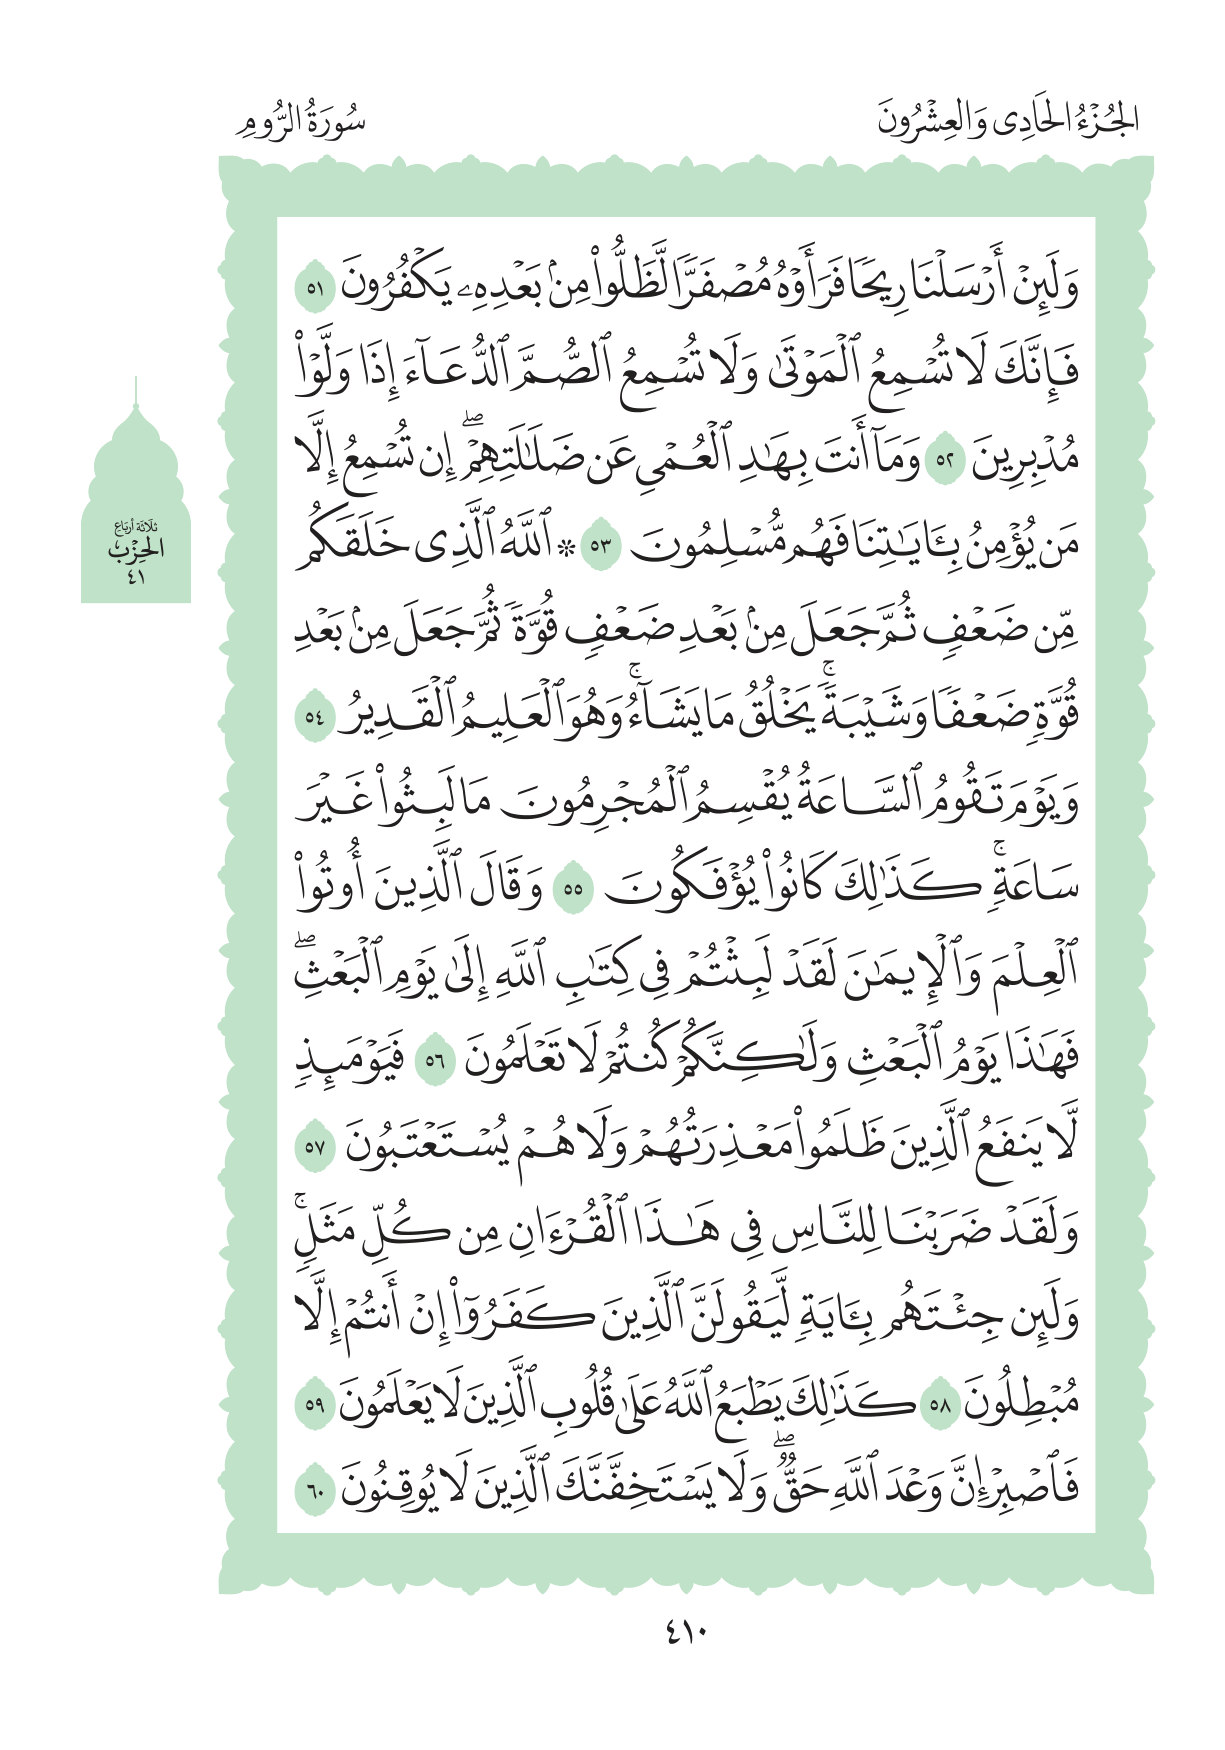 الجُزْءُ الحَادِى وَالعِشْرُونَ
سُورَةُ الرُّومِ
وَلَئِنْ أَرْسَلْنَا رِيحًا فَرَأَوْهُ مُصْفَرًّا لَّظَلُّوا۟ مِنۢ بَعْدِهِۦ يَكْفُرُونَ ٥١
فَإِنَّكَ لَا تُسْمِعُ ٱلْمَوْتَىٰ وَلَا تُسْمِعُ ٱلصُّمَّ ٱلدُّعَآءَ إِذَا وَلَّوْا۟
مُدْبِرِينَ ٥٢ وَمَآ أَنتَ بِهَٰدِ ٱلْعُمْىِ عَن ضَلَٰلَتِهِمْ ۖ إِن تُسْمِعُ إِلَّا
مَن يُؤْمِنُ بِـَٔايَٰتِنَا فَهُم مُّسْلِمُونَ ٥٣ * ٱللَّهُ ٱلَّذِى خَلَقَكُم
مِّن ضَعْفٍ ثُمَّ جَعَلَ مِنۢ بَعْدِ ضَعْفٍ قُوَّةً ثُمَّ جَعَلَ مِنۢ بَعْدِ
قُوَّةٍ ضَعْفًا وَشَيْبَةً ۚ يَخْلُقُ مَا يَشَآءُ ۚ وَهُوَ ٱلْعَلِيمُ ٱلْقَدِيرُ ٥٤
وَيَوْمَ تَقُومُ ٱلسَّاعَةُ يُقْسِمُ ٱلْمُجْرِمُونَ مَا لَبِثُوا۟ غَيْرَ
سَاعَةٍ ۚ كَذَٰلِكَ كَانُوا۟ يُؤْفَكُونَ ٥٥ وَقَالَ ٱلَّذِينَ أُوتُوا۟
ٱلْعِلْمَ وَٱلْإِيمَٰنَ لَقَدْ لَبِثْتُمْ فِى كِتَٰبِ ٱللَّهِ إِلَىٰ يَوْمِ ٱلْبَعْثِ ۖ
فَهَٰذَا يَوْمُ ٱلْبَعْثِ وَلَٰكِنَّكُمْ كُنتُمْ لَا تَعْلَمُونَ ٥٦ فَيَوْمَئِذٍ
لَّا يَنفَعُ ٱلَّذِينَ ظَلَمُوا۟ مَعْذِرَتُهُمْ وَلَا هُمْ يُسْتَعْتَبُونَ ٥٧
وَلَقَدْ ضَرَبْنَا لِلنَّاسِ فِى هَٰذَا ٱلْقُرْءَانِ مِن كُلِّ مَثَلٍ ۚ
وَلَئِن جِئْتَهُم بِـَٔايَةٍ لَّيَقُولَنَّ ٱلَّذِينَ كَفَرُوٓا۟ إِنْ أَنتُمْ إِلَّا
مُبْطِلُونَ ٥٨ كَذَٰلِكَ يَطْبَعُ ٱللَّهُ عَلَىٰ قُلُوبِ ٱلَّذِينَ لَا يَعْلَمُونَ ٥٩
فَٱصْبِرْ إِنَّ وَعْدَ ٱللَّهِ حَقٌّ ۖ وَلَا يَسْتَخِفَّنَّكَ ٱلَّذِينَ لَا يُوقِنُونَ ٦٠
ثلاثة أرباع
الحِزْب
٤١
٤١٠